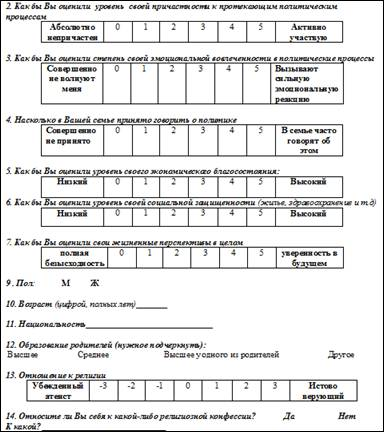 2. Как бы Вы оценили уровень своей причастности к протекающим политическим
процессам
Абсолютно непричастен 0 1 2 3 4 5 Активно участвую
3. Как бы Вы оценили степень своей эмоциональной вовлеченности в политические процессы
Совершенно не волнуют меня 0 1 2 3 4 5 Вызывают сильную эмоциональную реакцию
4. Насколько в Вашей семье принято говорить о политике
Совершенно не принято 0 1 2 3 4 5 В семье часто говорят об этом
5. Как бы Вы оценили уровень своего экономического благосостояния:
Низкий 0 1 2 3 4 5 Высокий
6. Как бы Вы оценили уровень своей социальной защищенности (жилье, здравоохранение и т.д)
Низкий 0 1 2 3 4 5 Высокий
7. Как бы Вы оценили свои жизненные перспективы в целом
полная безысходность 0 1 2 3 4 5 уверенность в будущем
9. Пол: М Ж
10. Возраст (цифрой, полных лет)_______
11. Национальность_______________________
12. Образование родителей (нужное подчеркнуть):
Высшее Среднее Высшее у одного из родителей Другое
13. Отношение к религии
Убежденный атеист -3 -2 -1 0 1 2 3 Истово верующий
14. Относите ли Вы себя к какой-либо религиозной конфессии? Да Нет
К какой?_______________________